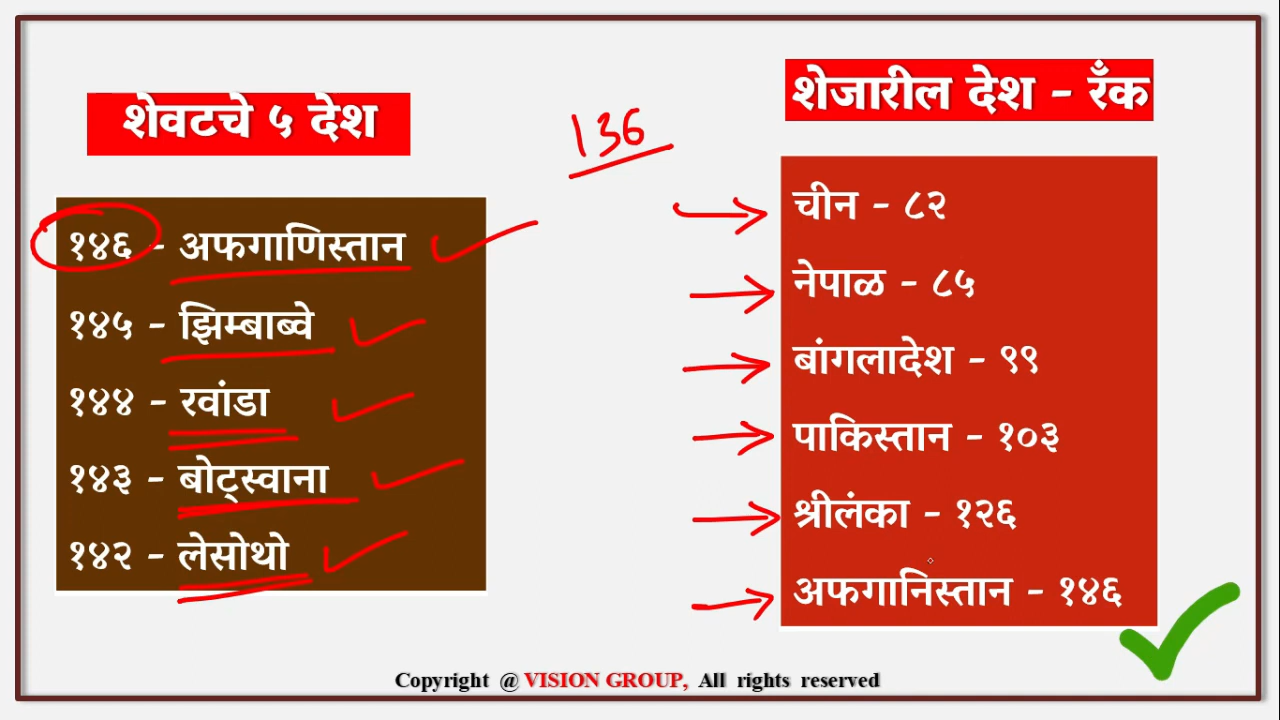 शेवटचे ५ देश
१४६ - अफगाणिस्तान
१४५ - झिम्बाब्वे
१४४ - रवांडा
१४३ - बोट्स्वाना
१४२ - लेसोथो
136
शेजारील देश - रँक
चीन - ८२
नेपाळ - ८५
बांगलादेश - ९९
पाकिस्तान - १०३
श्रीलंका - १२६
अफगानिस्तान - १४६
Copyright @ VISION GROUP, All rights reserved